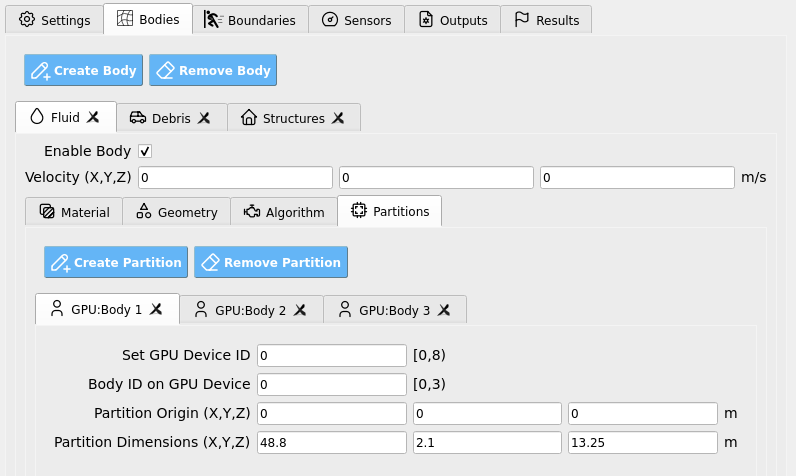 Settings Bodies Boundaries Sensors Outputs Results
Create Body Remove Body
Fluid Debris Structures
Enable Body
Velocity (X,Y,Z) 0 0 0 m/s
Material Geometry Algorithm Partitions
Create Partition Remove Partition
GPU:Body 1 GPU:Body 2 GPU:Body 3
Set GPU Device ID 0 [0,8)
Body ID on GPU Device 0 [0,3)
Partition Origin (X,Y,Z) 0 0 0 m
Partition Dimensions (X,Y,Z) 48.8 2.1 13.25 m